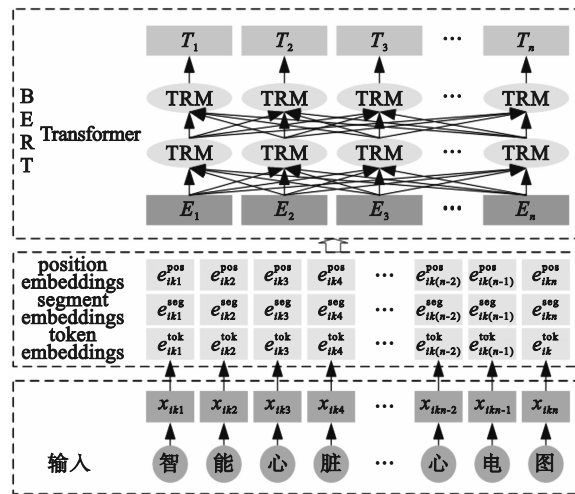 T1 T2 T3 … Tn
BERT
TRM TRM TRM … TRM
Transformer
TRM TRM TRM … TRM
E1 E2 E3 … En
position embeddings e^pos_ik1 e^pos_ik2 e^pos_ik3 e^pos_ik4 … e^pos_ik(n-2) e^pos_ik(n-1) e^pos_ikn
segment embeddings e^seg_ik1 e^seg_ik2 e^seg_ik3 e^seg_ik4 … e^seg_ik(n-2) e^seg_ik(n-1) e^seg_ikn
token embeddings e^tok_ik1 e^tok_ik2 e^tok_ik3 e^tok_ik4 … e^tok_ik(n-2) e^tok_ik(n-1) e^tok_ik
x_ik1 x_ik2 x_ik3 x_ik4 … x_ikn-2 x_ikn-1 x_ikn
输入 智 能 心 脏 … 心 电 图